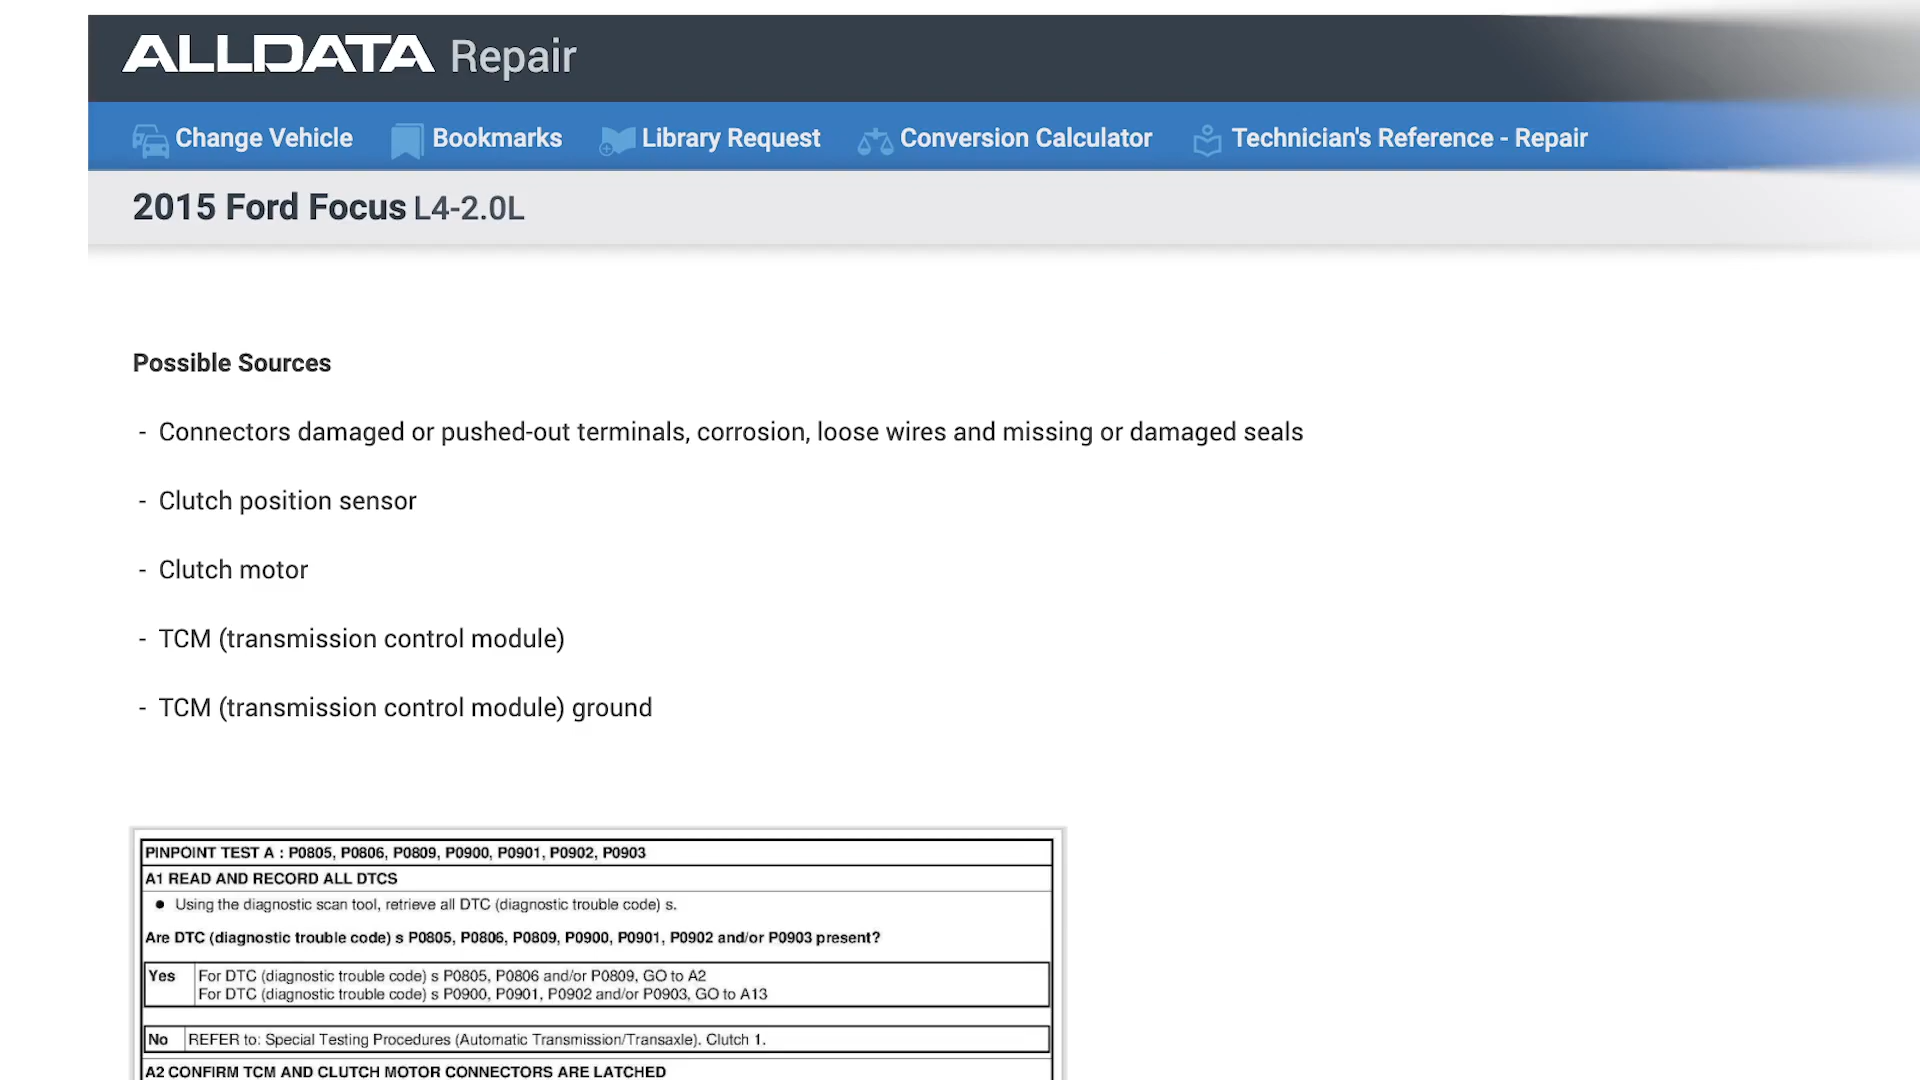 ALLDATA Repair
Change Vehicle Bookmarks Library Request Conversion Calculator Technician's Reference - Repair
2015 Ford Focus L4-2.0L
Possible Sources
- Connectors damaged or pushed-out terminals, corrosion, loose wires and missing or damaged seals
- Clutch position sensor
- Clutch motor
- TCM (transmission control module)
- TCM (transmission control module) ground
PINPOINT TEST A : P0805, P0806, P0809, P0900, P0901, P0902, P0903
A1 READ AND RECORD ALL DTCS
● Using the diagnostic scan tool, retrieve all DTC (diagnostic trouble code) s.
Are DTC (diagnostic trouble code) s P0805, P0806, P0809, P0900, P0901, P0902 and/or P0903 present?
Yes For DTC (diagnostic trouble code) s P0805, P0806 and/or P0809, GO to A2
For DTC (diagnostic trouble code) s P0900, P0901, P0902 and/or P0903, GO to A13
No REFER to: Special Testing Procedures (Automatic Transmission/Transaxle). Clutch 1.
A2 CONFIRM TCM AND CLUTCH MOTOR CONNECTORS ARE LATCHED